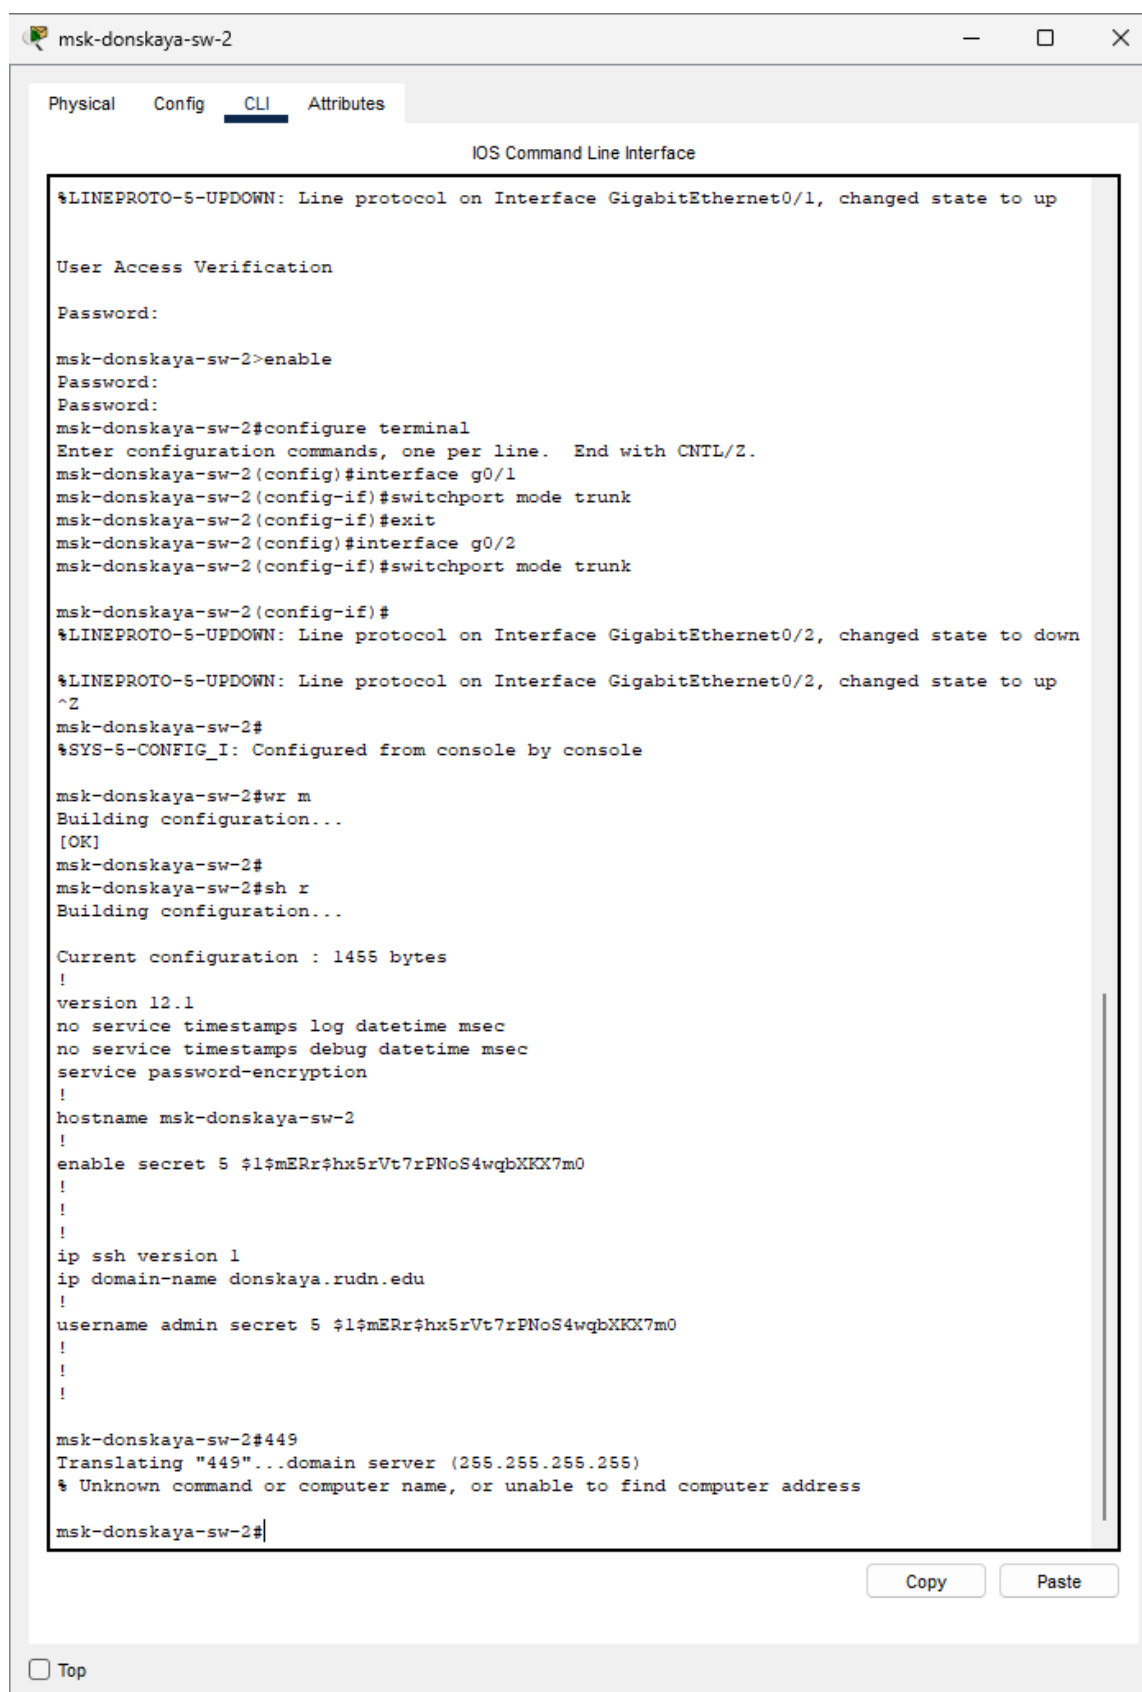 msk-donskaya-sw-2
Physical Config CLI Attributes
IOS Command Line Interface
%LINEPROTO-5-UPDOWN: Line protocol on Interface GigabitEthernet0/1, changed state to up
User Access Verification
Password:
msk-donskaya-sw-2>enable
Password:
Password:
msk-donskaya-sw-2#configure terminal
Enter configuration commands, one per line.  End with CNTL/Z.
msk-donskaya-sw-2(config)#interface g0/1
msk-donskaya-sw-2(config-if)#switchport mode trunk
msk-donskaya-sw-2(config-if)#exit
msk-donskaya-sw-2(config)#interface g0/2
msk-donskaya-sw-2(config-if)#switchport mode trunk
msk-donskaya-sw-2(config-if)#
%LINEPROTO-5-UPDOWN: Line protocol on Interface GigabitEthernet0/2, changed state to down
%LINEPROTO-5-UPDOWN: Line protocol on Interface GigabitEthernet0/2, changed state to up
^Z
msk-donskaya-sw-2#
%SYS-5-CONFIG_I: Configured from console by console
msk-donskaya-sw-2#wr m
Building configuration...
[OK]
msk-donskaya-sw-2#
msk-donskaya-sw-2#sh r
Building configuration...
Current configuration : 1455 bytes
!
version 12.1
no service timestamps log datetime msec
no service timestamps debug datetime msec
service password-encryption
!
hostname msk-donskaya-sw-2
!
enable secret 5 $1$mERr$hx5rVt7rPNoS4wqbXKX7m0
!
!
!
ip ssh version 1
ip domain-name donskaya.rudn.edu
!
username admin secret 5 $1$mERr$hx5rVt7rPNoS4wqbXKX7m0
!
!
!
msk-donskaya-sw-2#449
Translating "449"...domain server (255.255.255.255)
% Unknown command or computer name, or unable to find computer address
msk-donskaya-sw-2#
Copy Paste
Top